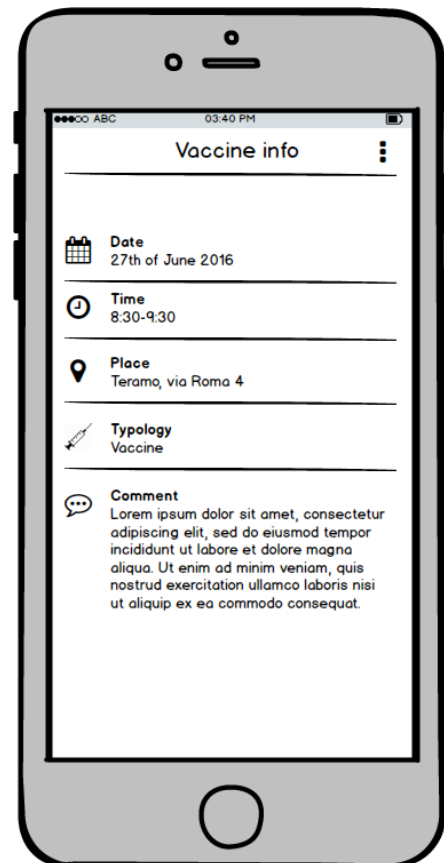 ABC 03:40 PM
Vaccine info
Date
27th of June 2016
Time
8:30-9:30
Place
Teramo, via Roma 4
Typology
Vaccine
Comment
Lorem ipsum dolor sit amet, consectetur
adipiscing elit, sed do eiusmod tempor
incididunt ut labore et dolore magna
aliqua. Ut enim ad minim veniam, quis
nostrud exercitation ullamco laboris nisi
ut aliquip ex ea commodo consequat.